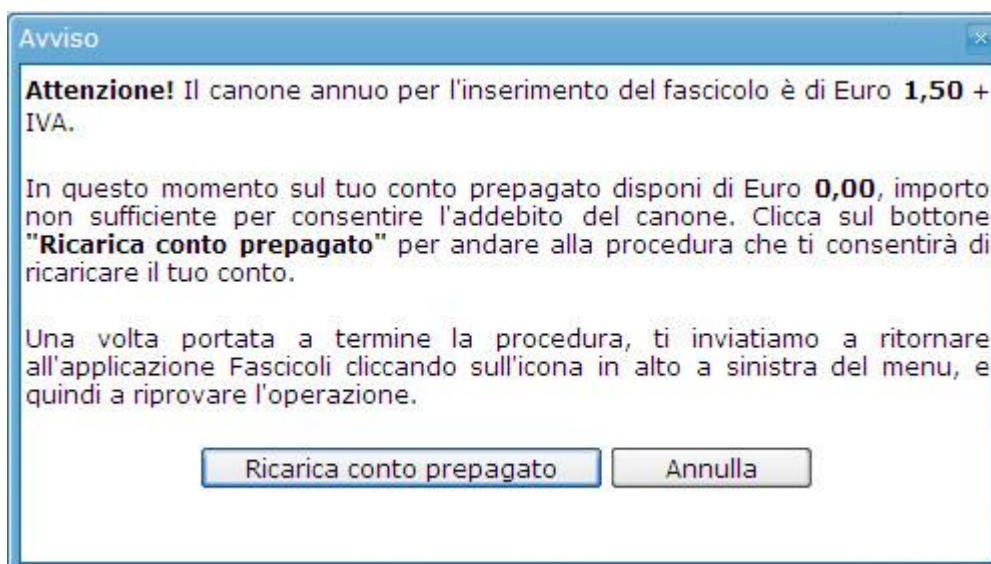 Avviso
Attenzione! Il canone annuo per l'inserimento del fascicolo è di Euro 1,50 +
IVA.
In questo momento sul tuo conto prepagato disponi di Euro 0,00, importo
non sufficiente per consentire l'addebito del canone. Clicca sul bottone
"Ricarica conto prepagato" per andare alla procedura che ti consentirà di
ricaricare il tuo conto.
Una volta portata a termine la procedura, ti inviatiamo a ritornare
all'applicazione Fascicoli cliccando sull'icona in alto a sinistra del menu, e
quindi a riprovare l'operazione.
Ricarica conto prepagato Annulla